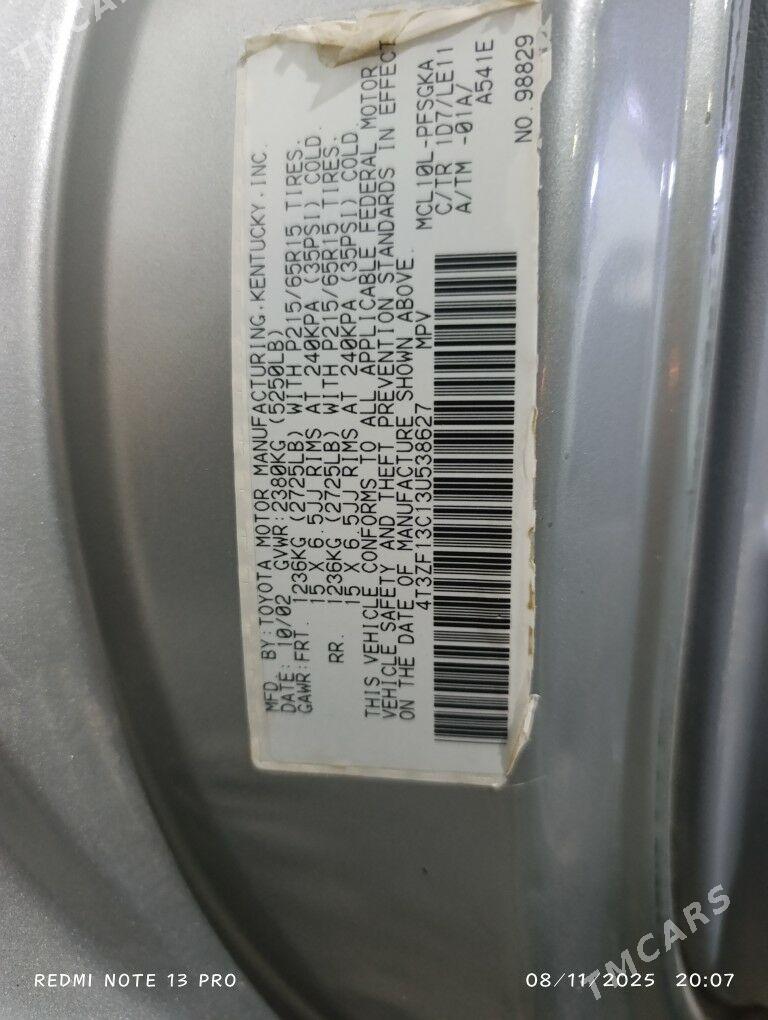 MFD. BY:TOYOTA MOTOR MANUFACTURING.KENTUCKY.INC.
DATE: 10/02 GVWR:2380KG (5250LB)
GAWR:FRT. 1236KG (2725LB) WITH P215/65R15 TIRES.
15 X 6.5JJ RIMS AT 240KPA (35PSI) COLD.
RR. 1236KG (2725LB) WITH P215/65R15 TIRES.
15 X 6.5JJ RIMS AT 240KPA (35PSI) COLD.
THIS VEHICLE CONFORMS TO ALL APPLICABLE FEDERAL MOTOR
VEHICLE SAFETY AND THEFT PREVENTION STANDARDS IN EFFECT
ON THE DATE OF MANUFACTURE SHOWN ABOVE.
4T3ZF13C13U538627 MPV
MCL10L-PFSGKA
C/TR 1D7/LE11
A/TM -01A/
A541E
NO.98829
TMCARS
TMCARS
REDMI NOTE 13 PRO
08/11/2025 20:07